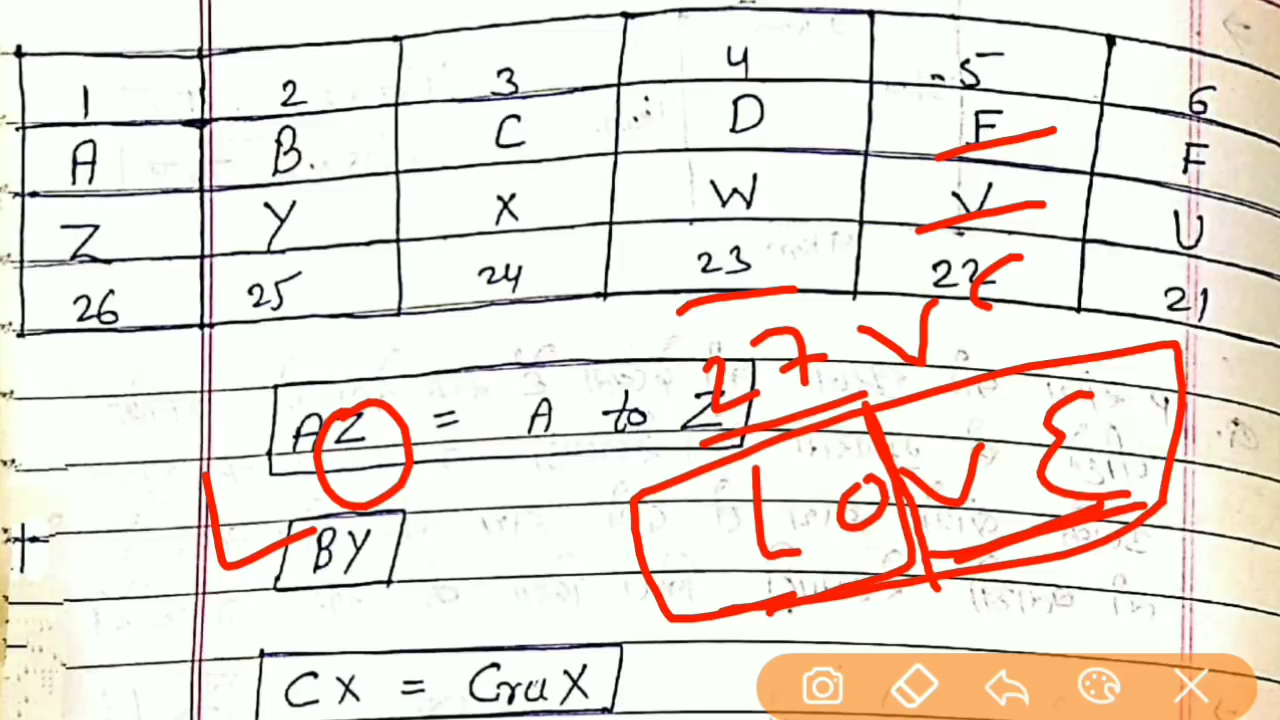 1 2 3 4 5 6
A B. C D E F
Z Y X W V U
26 25 24 23 22 21
27 V
AZ = A to Z
LOVE
BY
CX = CruX